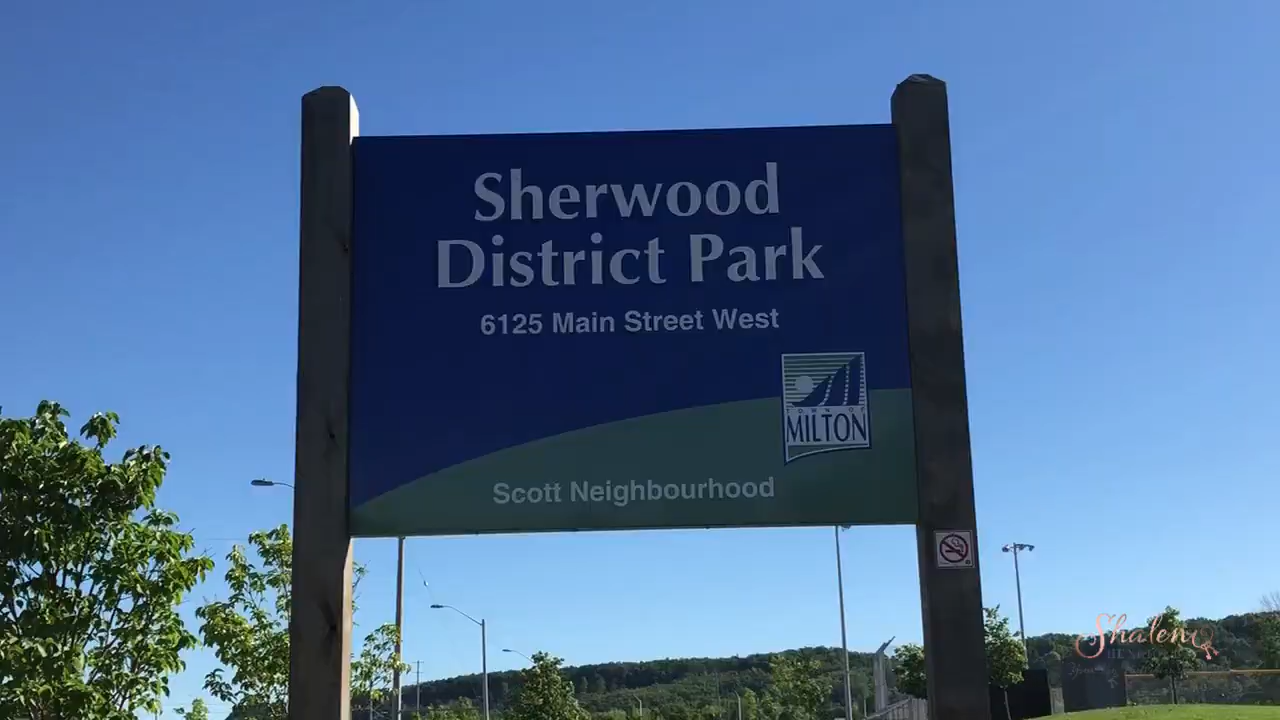 Sherwood
District Park
6125 Main Street West
TOWN OF
MILTON
Scott Neighbourhood
Shalen